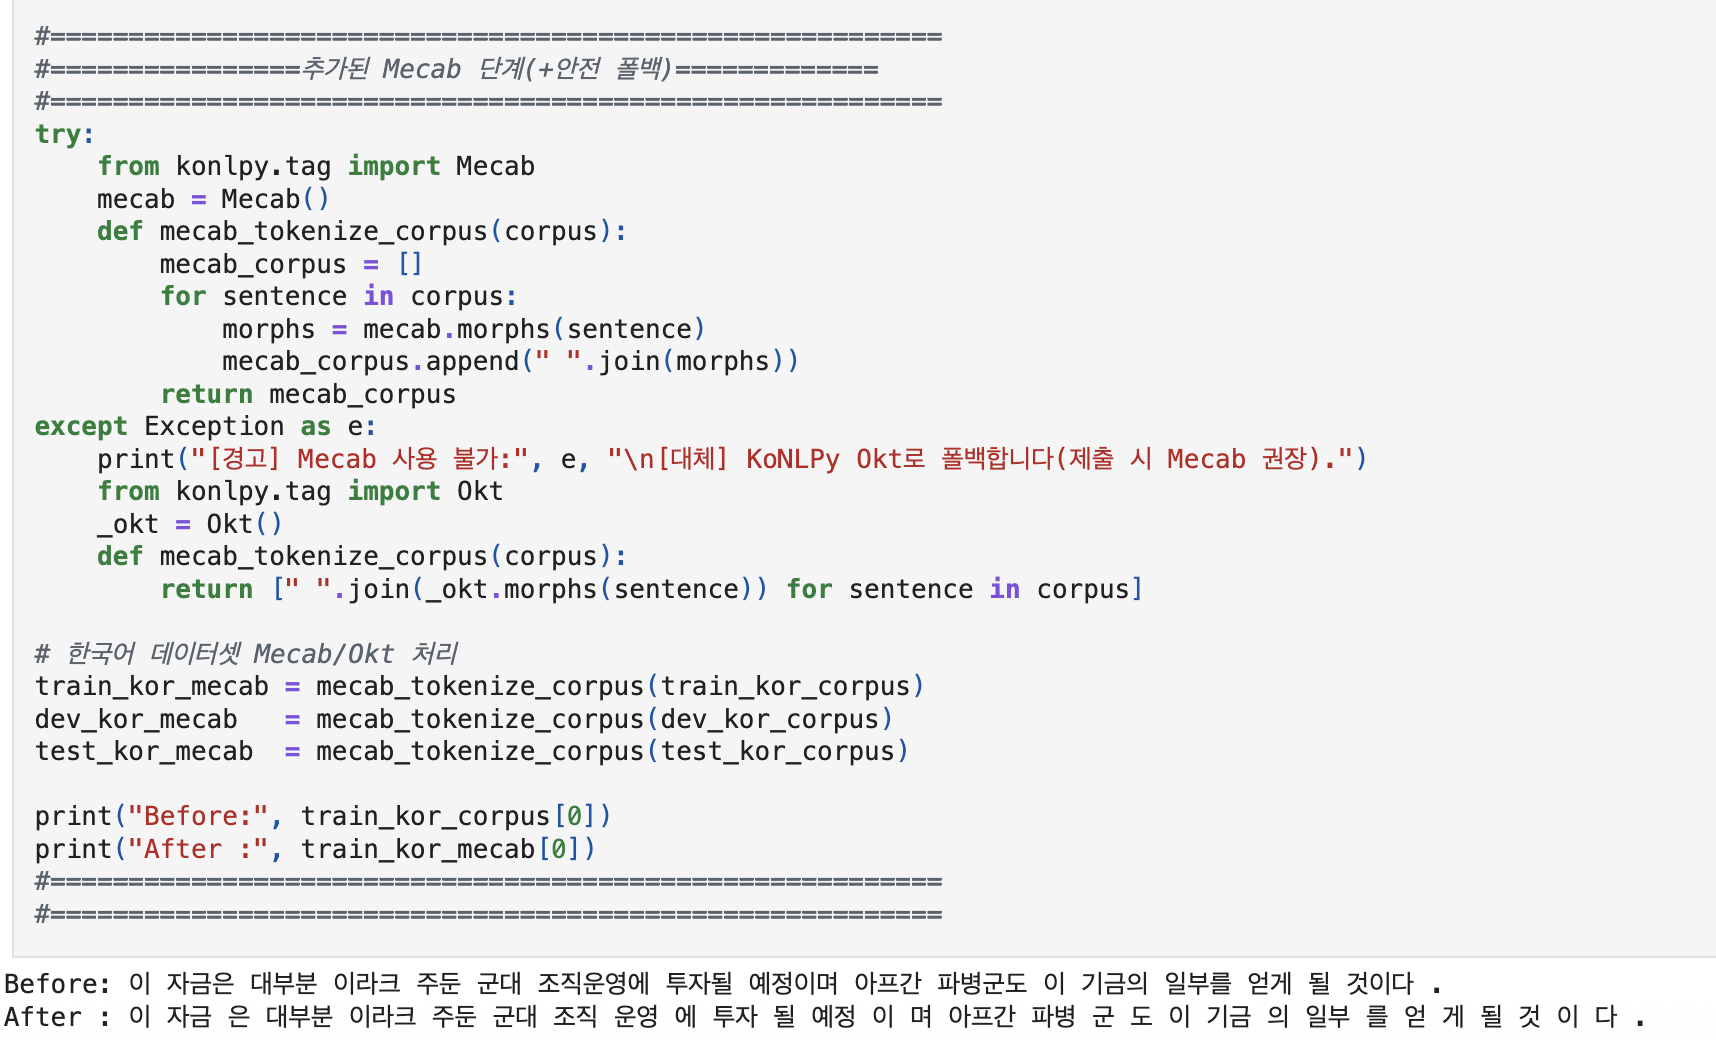 #=========================================================
#================추가된 Mecab 단계(+안전 폴백)=============
#=========================================================
try:
    from konlpy.tag import Mecab
    mecab = Mecab()
    def mecab_tokenize_corpus(corpus):
        mecab_corpus = []
        for sentence in corpus:
            morphs = mecab.morphs(sentence)
            mecab_corpus.append(" ".join(morphs))
        return mecab_corpus
except Exception as e:
    print("[경고] Mecab 사용 불가:", e, "\n[대체] KoNLPy Okt로 폴백합니다(제출 시 Mecab 권장).")
    from konlpy.tag import Okt
    _okt = Okt()
    def mecab_tokenize_corpus(corpus):
        return [" ".join(_okt.morphs(sentence)) for sentence in corpus]

# 한국어 데이터셋 Mecab/Okt 처리
train_kor_mecab = mecab_tokenize_corpus(train_kor_corpus)
dev_kor_mecab   = mecab_tokenize_corpus(dev_kor_corpus)
test_kor_mecab  = mecab_tokenize_corpus(test_kor_corpus)

print("Before:", train_kor_corpus[0])
print("After :", train_kor_mecab[0])
#=========================================================
#=========================================================
Before: 이 자금은 대부분 이라크 주둔 군대 조직운영에 투자될 예정이며 아프간 파병군도 이 기금의 일부를 얻게 될 것이다 .
After : 이 자금 은 대부분 이라크 주둔 군대 조직 운영 에 투자 될 예정 이 며 아프간 파병 군 도 이 기금 의 일부 를 얻 게 될 것 이 다 .